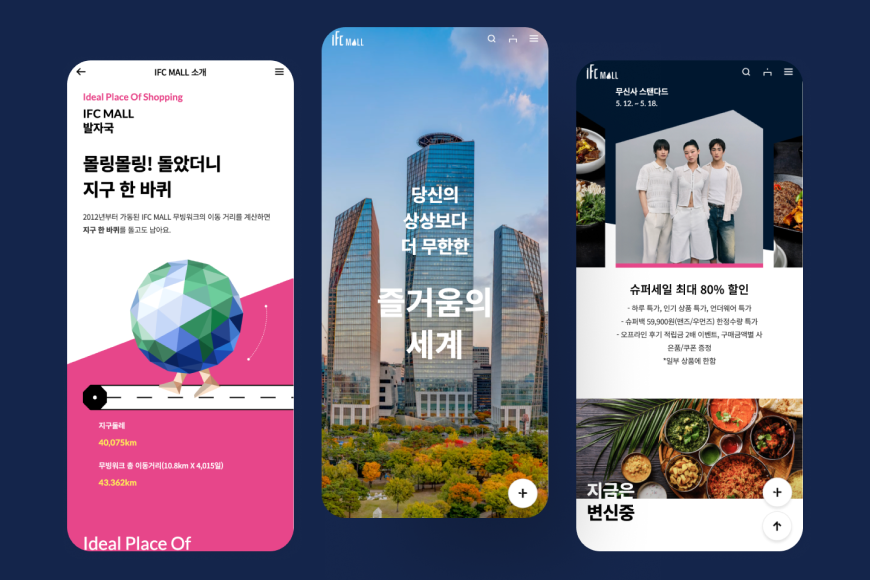 IFC MALL 소개
Ideal Place Of Shopping
IFC MALL
발자국
몰링몰링! 돌았더니
지구 한 바퀴
2012년부터 가동된 IFC MALL 무빙워크의 이동 거리를 계산하면
지구 한 바퀴를 돌고도 남아요.
지구둘레
40,075km
무빙워크 총 이동거리(10.8km X 4,015일)
43.362km
Ideal Place Of
IFC MALL
당신의
상상보다
더 무한한
즐거움의
세계
IFC MALL
무신사 스탠다드
5. 12. ~ 5. 18.
슈퍼세일 최대 80% 할인
- 하루 특가, 인기 상품 특가, 언더웨어 특가
- 슈퍼백 59,900원(맨즈/우먼즈) 한정수량 특가
- 오프라인 후기 적립금 2배 이벤트, 구매금액별 사
은품/쿠폰 증정
*일부 상품에 한함
지금은
변신중